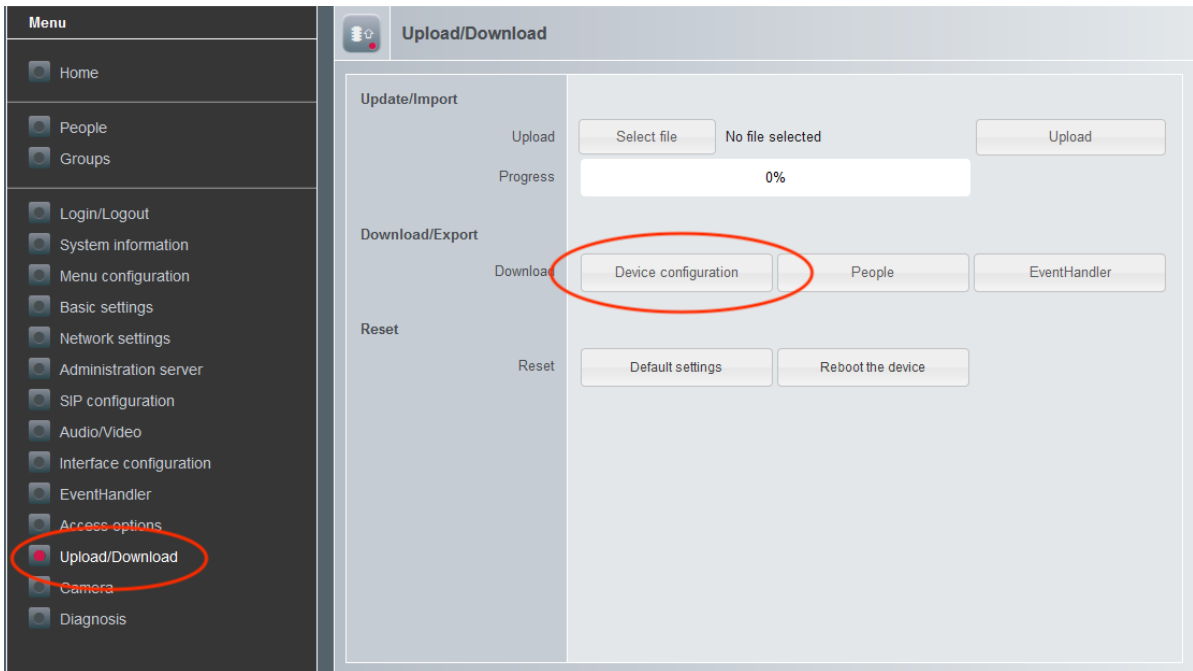 Menu
Home
People
Groups
Login/Logout
System information
Menu configuration
Basic settings
Network settings
Administration server
SIP configuration
Audio/Video
Interface configuration
EventHandler
Access options
Upload/Download
Camera
Diagnosis
Upload/Download
Update/Import
Upload Select file No file selected Upload
Progress 0%
Download/Export
Download Device configuration People EventHandler
Reset
Reset Default settings Reboot the device